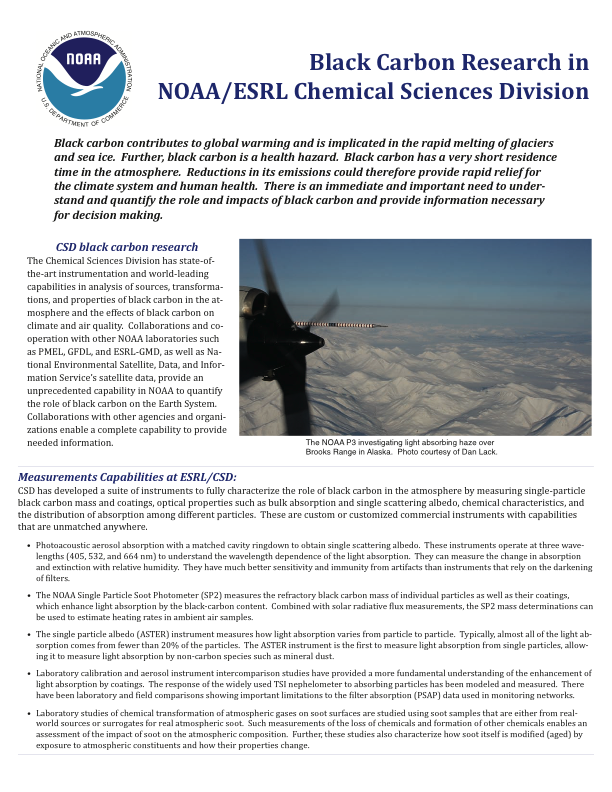 NATIONAL OCEANIC AND ATMOSPHERIC ADMINISTRATION
NOAA
U.S. DEPARTMENT OF COMMERCE
Black Carbon Research in
NOAA/ESRL Chemical Sciences Division
Black carbon contributes to global warming and is implicated in the rapid melting of glaciers
and sea ice.  Further, black carbon is a health hazard.  Black carbon has a very short residence
time in the atmosphere.  Reductions in its emissions could therefore provide rapid relief for
the climate system and human health.  There is an immediate and important need to under-
stand and quantify the role and impacts of black carbon and provide information necessary
for decision making.
CSD black carbon research
The Chemical Sciences Division has state-of-
the-art instrumentation and world-leading
capabilities in analysis of sources, transforma-
tions, and properties of black carbon in the at-
mosphere and the effects of black carbon on
climate and air quality.  Collaborations and co-
operation with other NOAA laboratories such
as PMEL, GFDL, and ESRL-GMD, as well as Na-
tional Environmental Satellite, Data, and Infor-
mation Service's satellite data, provide an
unprecedented capability in NOAA to quantify
the role of black carbon on the Earth System.
Collaborations with other agencies and organi-
zations enable a complete capability to provide
needed information.
The NOAA P3 investigating light absorbing haze over
Brooks Range in Alaska.  Photo courtesy of Dan Lack.
Measurements Capabilities at ESRL/CSD:
CSD has developed a suite of instruments to fully characterize the role of black carbon in the atmosphere by measuring single-particle
black carbon mass and coatings, optical properties such as bulk absorption and single scattering albedo, chemical characteristics, and
the distribution of absorption among different particles.  These are custom or customized commercial instruments with capabilities
that are unmatched anywhere.
• Photoacoustic aerosol absorption with a matched cavity ringdown to obtain single scattering albedo.  These instruments operate at three wave-
lengths (405, 532, and 664 nm) to understand the wavelength dependence of the light absorption.  They can measure the change in absorption
and extinction with relative humidity.  They have much better sensitivity and immunity from artifacts than instruments that rely on the darkening
of filters.
• The NOAA Single Particle Soot Photometer (SP2) measures the refractory black carbon mass of individual particles as well as their coatings,
which enhance light absorption by the black-carbon content.  Combined with solar radiative flux measurements, the SP2 mass determinations can
be used to estimate heating rates in ambient air samples.
• The single particle albedo (ASTER) instrument measures how light absorption varies from particle to particle.  Typically, almost all of the light ab-
sorption comes from fewer than 20% of the particles.  The ASTER instrument is the first to measure light absorption from single particles, allow-
ing it to measure light absorption by non-carbon species such as mineral dust.
• Laboratory calibration and aerosol instrument intercomparison studies have provided a more fundamental understanding of the enhancement of
light absorption by coatings.  The response of the widely used TSI nephelometer to absorbing particles has been modeled and measured.  There
have been laboratory and field comparisons showing important limitations to the filter absorption (PSAP) data used in monitoring networks.
• Laboratory studies of chemical transformation of atmospheric gases on soot surfaces are studied using soot samples that are either from real-
world sources or surrogates for real atmospheric soot.  Such measurements of the loss of chemicals and formation of other chemicals enables an
assessment of the impact of soot on the atmospheric composition.  Further, these studies also characterize how soot itself is modified (aged) by
exposure to atmospheric constituents and how their properties change.